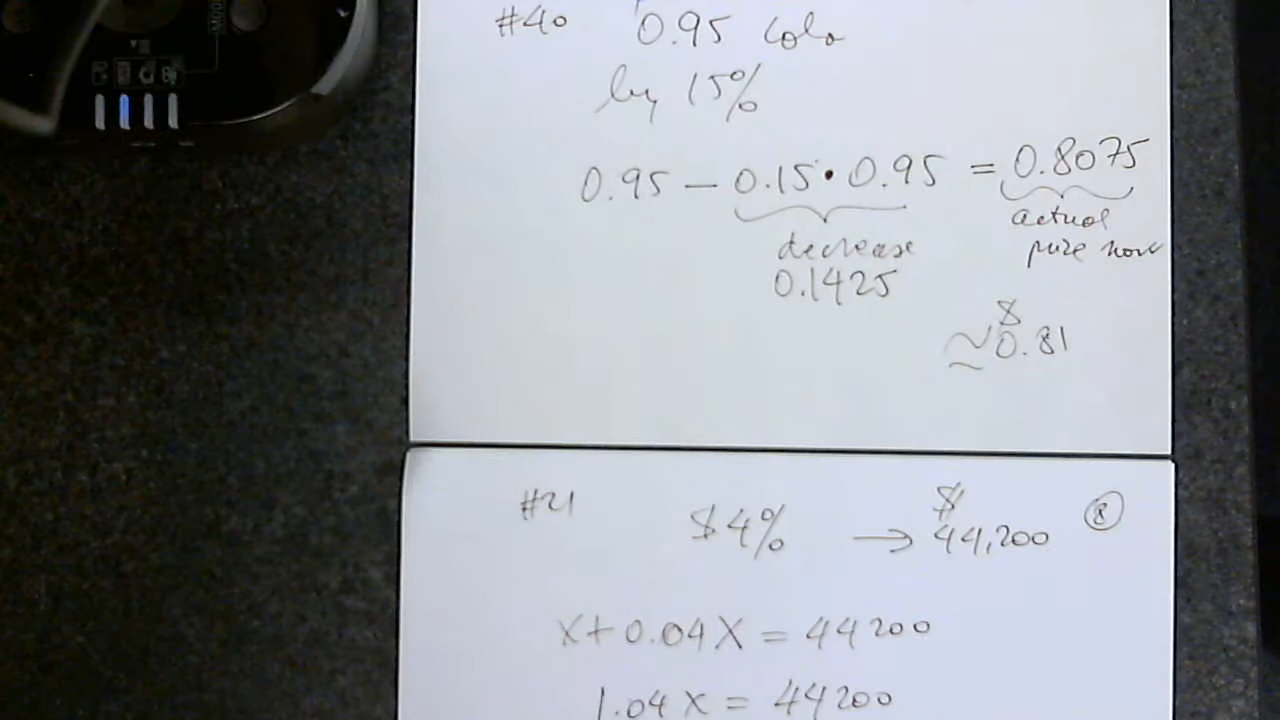 #40 0.95 cola
by 15%
0.95 – 0.15 • 0.95 = 0.8075
decrease
0.1425
actual
price now
≈ $0.81
#21 $4% → $44,200 8
x + 0.04x = 44200
1.04x = 44200